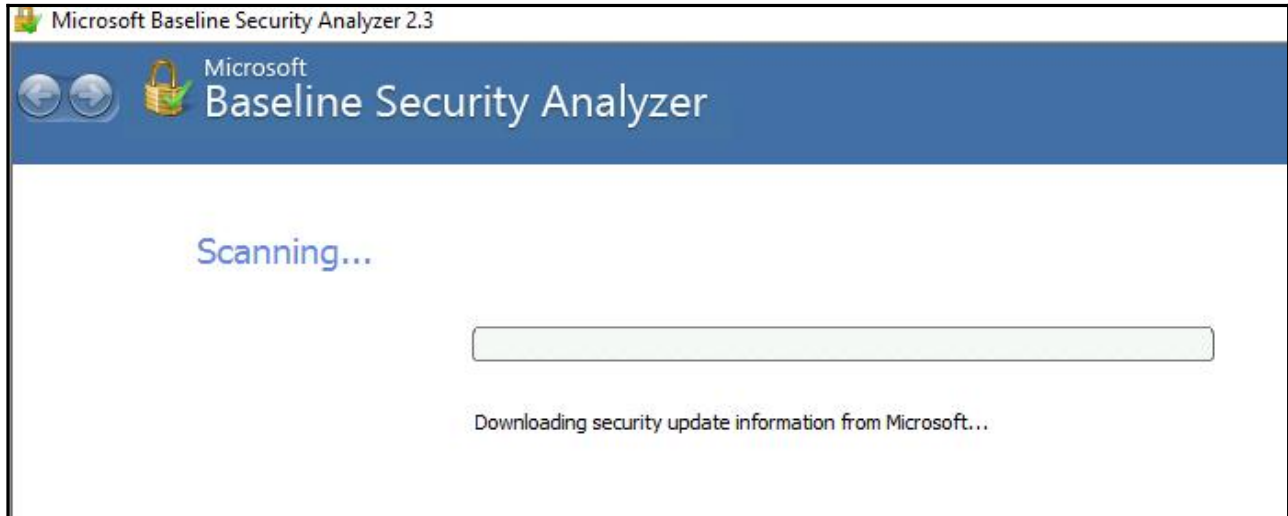 Microsoft Baseline Security Analyzer 2.3
Microsoft
Baseline Security Analyzer
Scanning...
Downloading security update information from Microsoft...